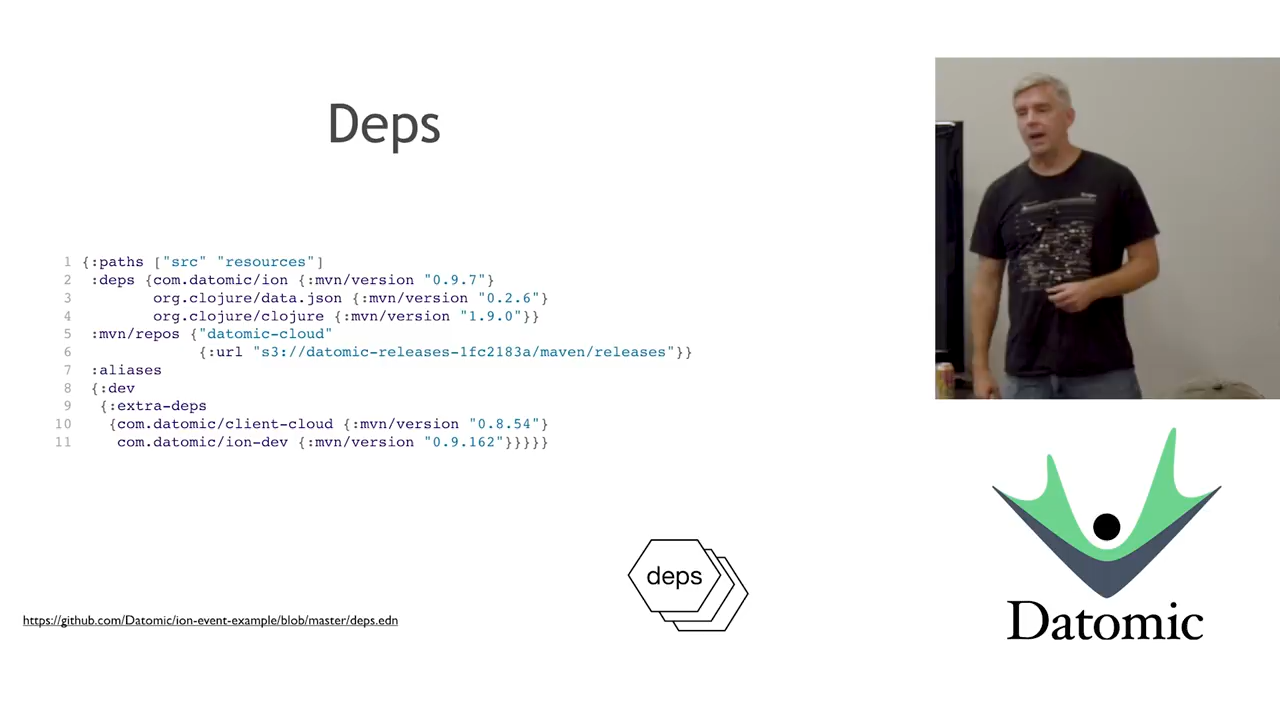 Deps
1 {:paths ["src" "resources"]
2  :deps {com.datomic/ion {:mvn/version "0.9.7"}
3         org.clojure/data.json {:mvn/version "0.2.6"}
4         org.clojure/clojure {:mvn/version "1.9.0"}}
5  :mvn/repos {"datomic-cloud"
6              {:url "s3://datomic-releases-1fc2183a/maven/releases"}}
7  :aliases
8  {:dev
9   {:extra-deps
10    {com.datomic/client-cloud {:mvn/version "0.8.54"}
11     com.datomic/ion-dev {:mvn/version "0.9.162"}}}}}
deps
https://github.com/Datomic/ion-event-example/blob/master/deps.edn
Datomic